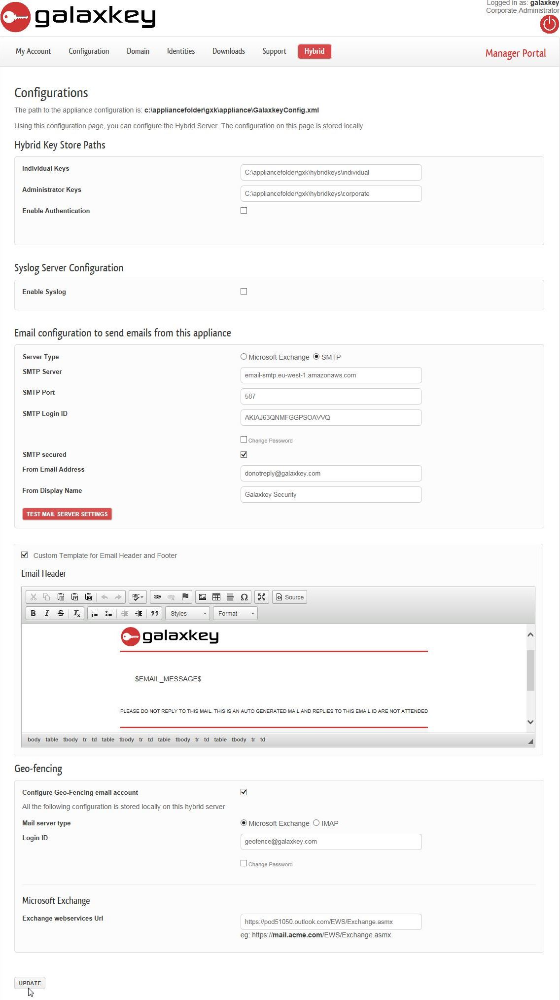 Logged in as: galaxkey
Corporate Administrator
galaxkey
My Account Configuration Domain Identities Downloads Support Hybrid
Manager Portal
Configurations
The path to the appliance configuration is: c:\appliancefolder\gxk\appliance\GalaxkeyConfig.xml
Using this configuration page, you can configure the Hybrid Server. The configuration on this page is stored locally
Hybrid Key Store Paths
Individual Keys C:\appliancefolder\gxk\hybridkeys\individual
Administrator Keys C:\appliancefolder\gxk\hybridkeys\corporate
Enable Authentication
Syslog Server Configuration
Enable Syslog
Email configuration to send emails from this appliance
Server Type Microsoft Exchange SMTP
SMTP Server email-smtp.eu-west-1.amazonaws.com
SMTP Port 587
SMTP Login ID AKIAJ63QNMFGGPSOAVVQ
Change Password
SMTP secured
From Email Address donotreply@galaxkey.com
From Display Name Galaxkey Security
TEST MAIL SERVER SETTINGS
Custom Template for Email Header and Footer
Email Header
ABC Ω Source
B I S Tx Styles Format
galaxkey
$EMAIL_MESSAGE$
PLEASE DO NOT REPLY TO THIS MAIL. THIS IS AN AUTO GENERATED MAIL AND REPLIES TO THIS EMAIL ID ARE NOT ATTENDED
body table tbody tr td table tbody tr td table tbody tr td table tbody tr td
Geo-fencing
Configure Geo-Fencing email account
All the following configuration is stored locally on this hybrid server
Mail server type Microsoft Exchange IMAP
Login ID geofence@galaxkey.com
Change Password
Microsoft Exchange
Exchange webservices Url https://pod51050.outlook.com/EWS/Exchange.asmx
eg: https://mail.acme.com/EWS/Exchange.asmx
UPDATE